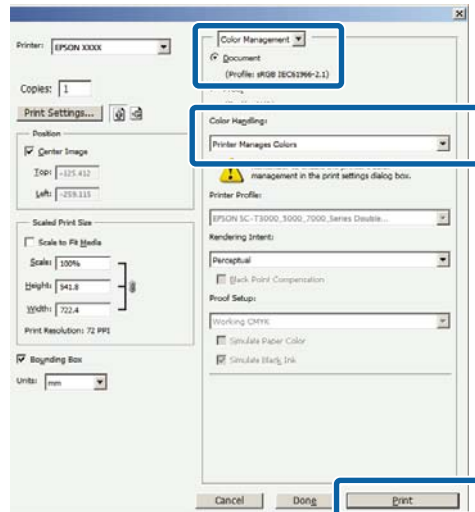 Printer: EPSON XXXX
Copies: 1
Print Settings...
Position
Center Image
Top: -125.412
Left: -259.115
Scaled Print Size
Scale to Fit Media
Scale: 100%
Height: 541.8
Width: 722.4
Print Resolution: 72 PPI
Bounding Box
Units: mm
Color Management
Document
(Profile: sRGB IEC61966-2.1)
Color Handling:
Printer Manages Colors
management in the print settings dialog box.
Printer Profile:
EPSON SC-T3000_5000_7000_Series Double...
Rendering Intent:
Perceptual
Black Point Compensation
Proof Setup:
Working CMYK
Simulate Paper Color
Simulate Black Ink
Cancel
Done
Print